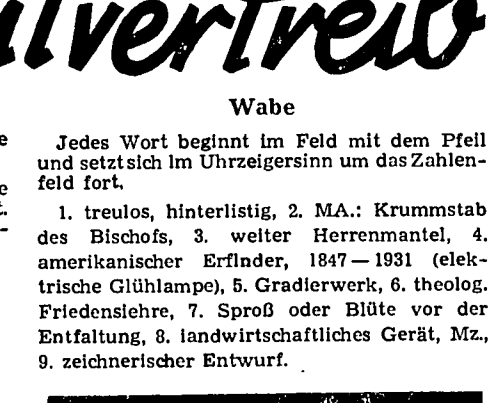 Wabe
e
Jedes Wort beginnt im Feld mit dem Pfeil
und setzt sich im Uhrzeigersinn um das Zahlen-
e
feld fort.
t.
-
1. treulos, hinterlistig, 2. MA.: Krummstab
des Bischofs, 3. weiter Herrenmantel, 4.
amerikanischer Erfinder, 1847 — 1931 (elek-
trische Glühlampe), 5. Gradierwerk, 6. theolog.
Friedenslehre, 7. Sproß oder Blüte vor der
Entfaltung, 8. landwirtschaftliches Gerät, Mz.,
9. zeichnerischer Entwurf.